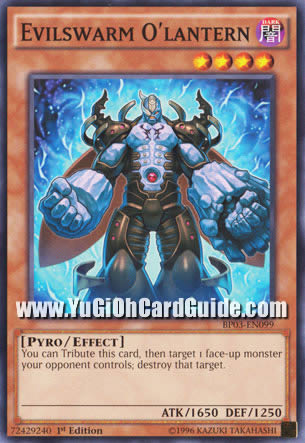 EVILSWARM O'LANTERN
DARK
闇
www.YuGiOhCardGuide.com
BP03-EN099
[PYRO/EFFECT]
You can Tribute this card, then target 1 face-up monster
your opponent controls; destroy that target.
ATK/1650 DEF/1250
72429240 1st Edition ©1996 KAZUKI TAKAHASHI